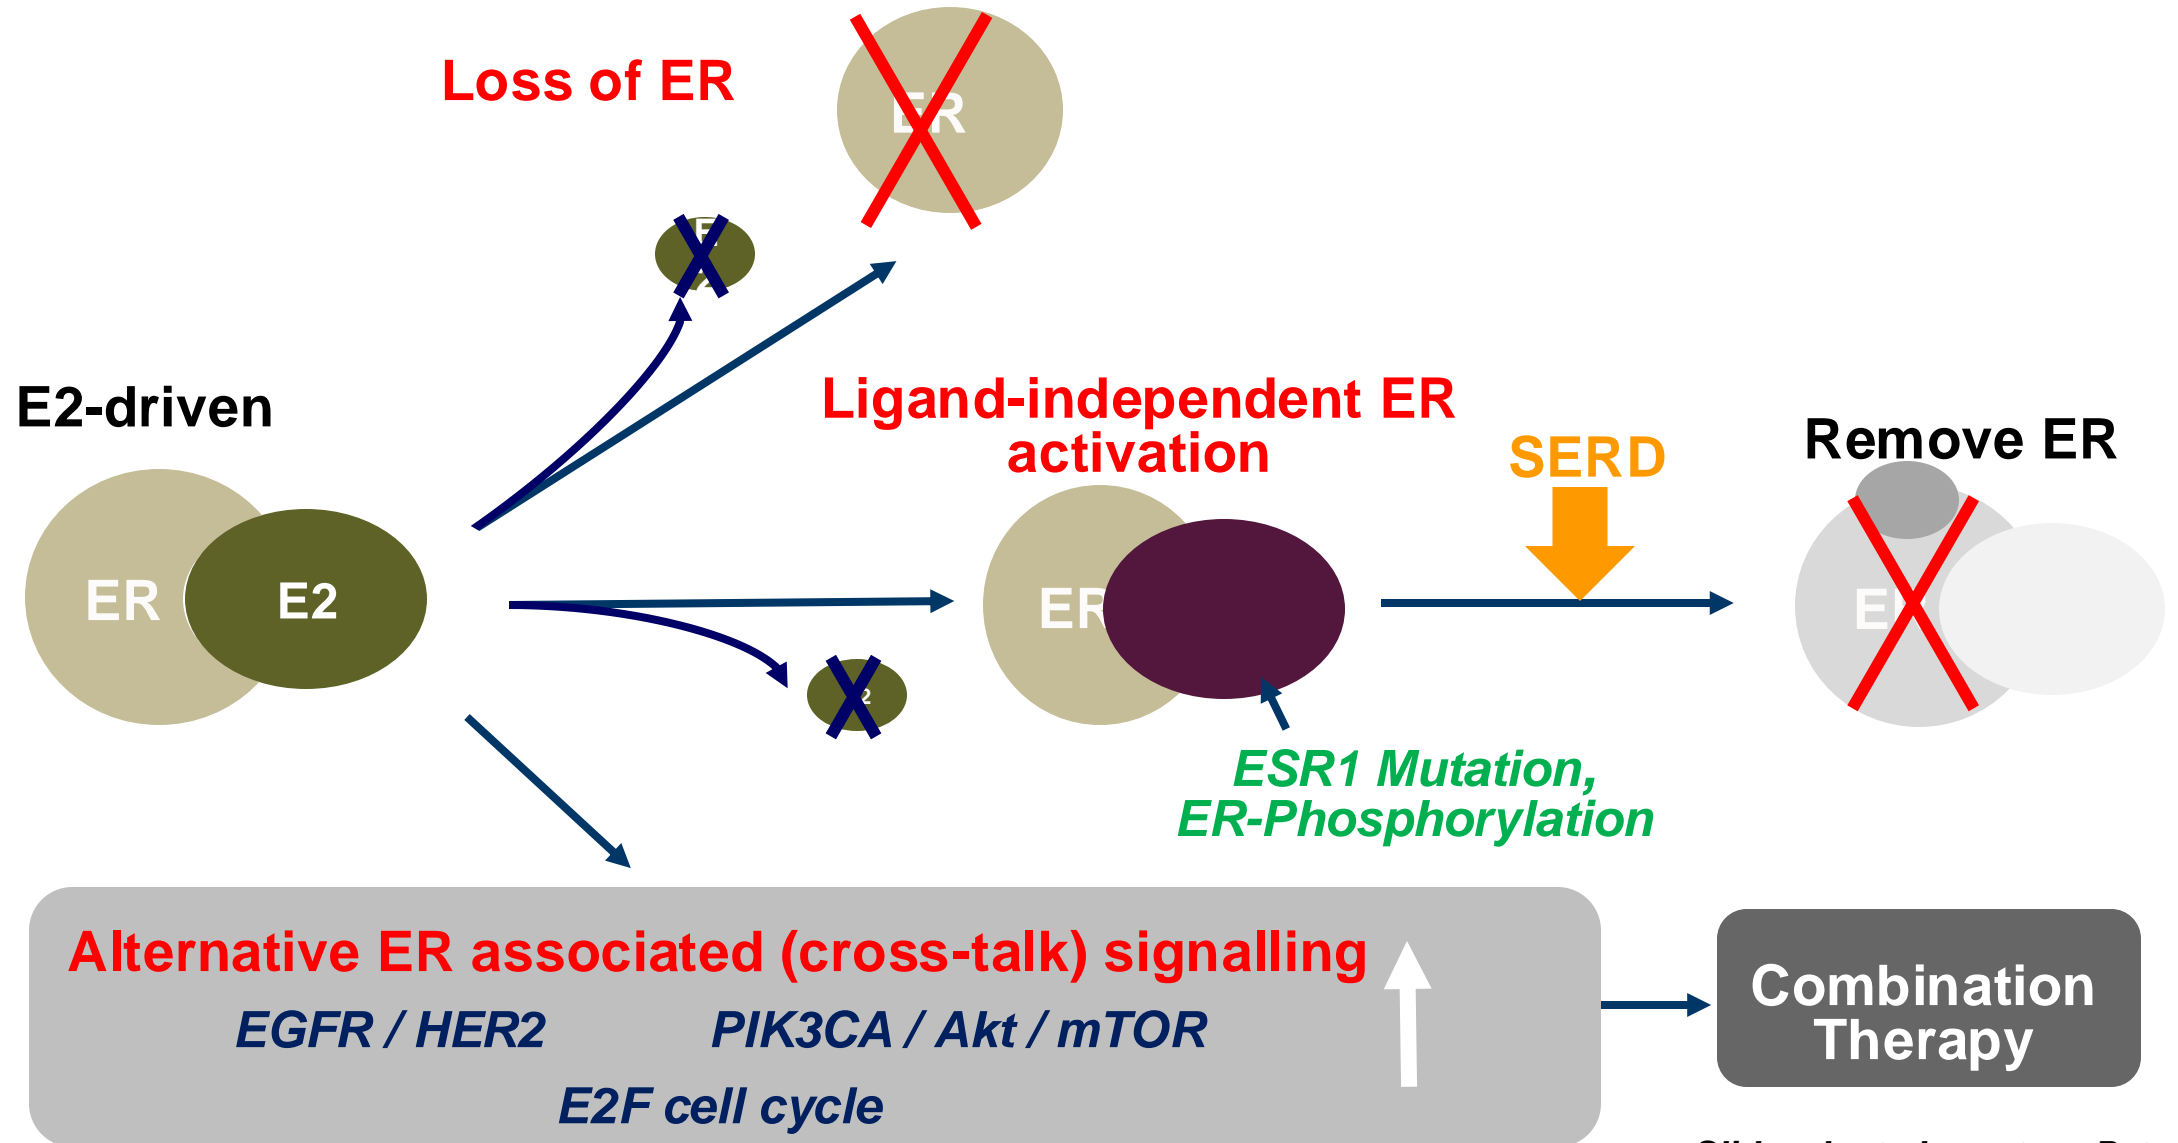 Loss of ER
ER
E2-driven
Ligand-independent ER
activation
SERD
Remove ER
ER
E2
ER
ESR1 Mutation,
ER-Phosphorylation
Alternative ER associated (cross-talk) signalling
EGFR / HER2
PIK3CA / Akt / mTOR
E2F cell cycle
Combination
Therapy